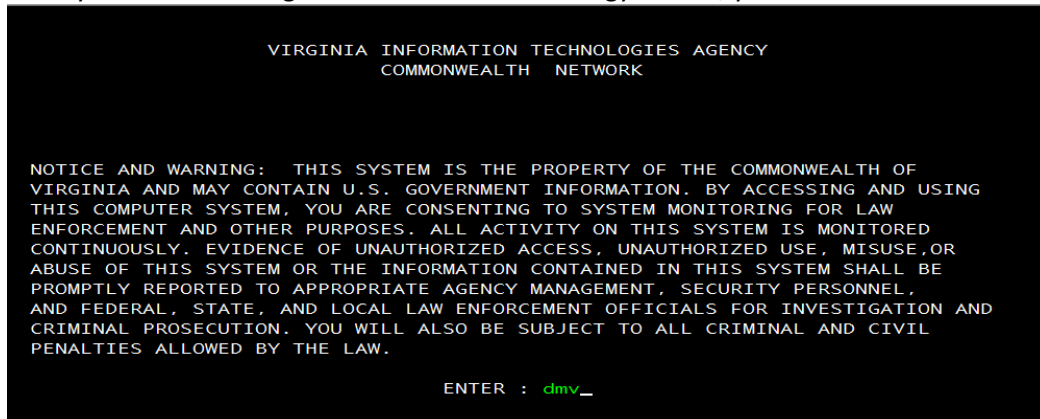 VIRGINIA INFORMATION TECHNOLOGIES AGENCY
COMMONWEALTH NETWORK
NOTICE AND WARNING: THIS SYSTEM IS THE PROPERTY OF THE COMMONWEALTH OF
VIRGINIA AND MAY CONTAIN U.S. GOVERNMENT INFORMATION. BY ACCESSING AND USING
THIS COMPUTER SYSTEM, YOU ARE CONSENTING TO SYSTEM MONITORING FOR LAW
ENFORCEMENT AND OTHER PURPOSES. ALL ACTIVITY ON THIS SYSTEM IS MONITORED
CONTINUOUSLY. EVIDENCE OF UNAUTHORIZED ACCESS, UNAUTHORIZED USE, MISUSE,OR
ABUSE OF THIS SYSTEM OR THE INFORMATION CONTAINED IN THIS SYSTEM SHALL BE
PROMPTLY REPORTED TO APPROPRIATE AGENCY MANAGEMENT, SECURITY PERSONNEL,
AND FEDERAL, STATE, AND LOCAL LAW ENFORCEMENT OFFICIALS FOR INVESTIGATION AND
CRIMINAL PROSECUTION. YOU WILL ALSO BE SUBJECT TO ALL CRIMINAL AND CIVIL
PENALTIES ALLOWED BY THE LAW.
ENTER : dmv_